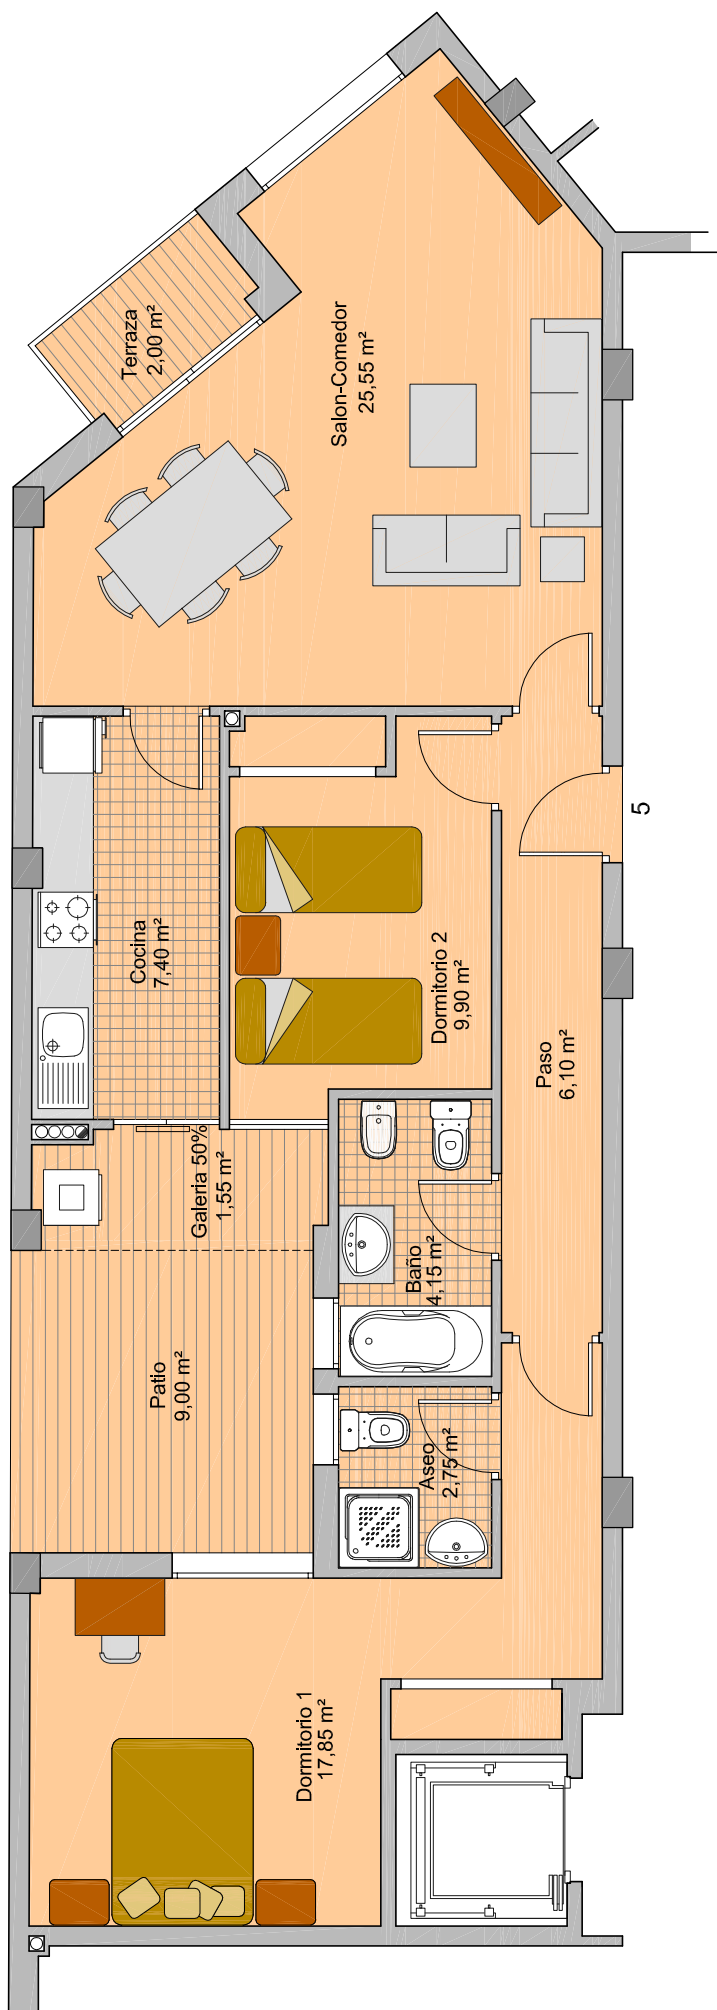 Terraza
2,00 m²
Salon-Comedor
25,55 m²
5
Cocina
7,40 m²
Dormitorio 2
9,90 m²
Paso
6,10 m²
Galeria 50%
1,55 m²
Baño
4,15 m²
Patio
9,00 m²
Aseo
2,75 m²
Dormitorio 1
17,85 m²